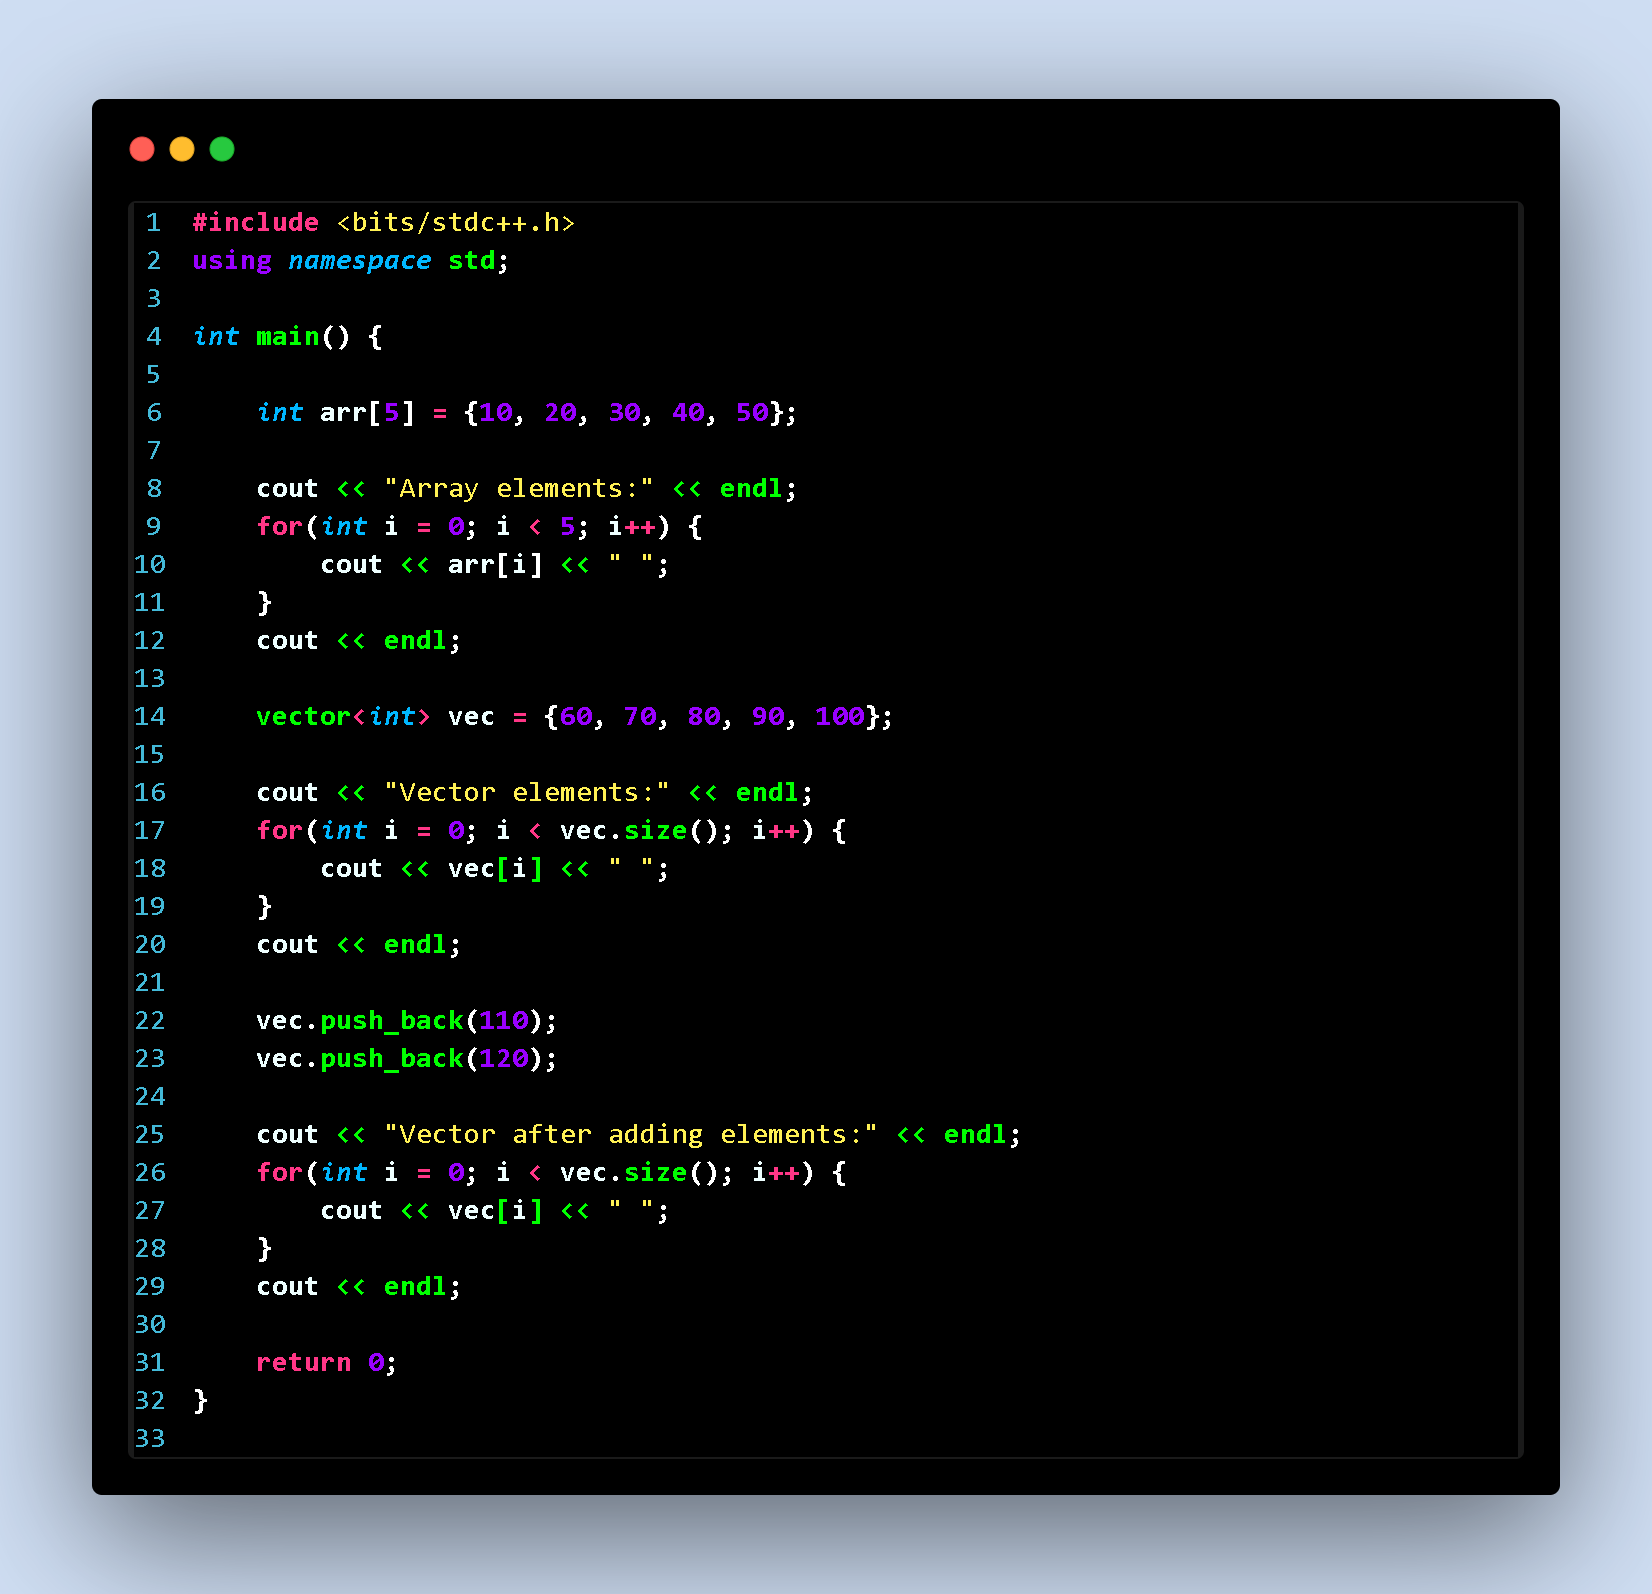 1 #include <bits/stdc++.h>
2 using namespace std;
3
4 int main() {
5
6     int arr[5] = {10, 20, 30, 40, 50};
7
8     cout << "Array elements:" << endl;
9     for(int i = 0; i < 5; i++) {
10         cout << arr[i] << " ";
11     }
12     cout << endl;
13
14     vector<int> vec = {60, 70, 80, 90, 100};
15
16     cout << "Vector elements:" << endl;
17     for(int i = 0; i < vec.size(); i++) {
18         cout << vec[i] << " ";
19     }
20     cout << endl;
21
22     vec.push_back(110);
23     vec.push_back(120);
24
25     cout << "Vector after adding elements:" << endl;
26     for(int i = 0; i < vec.size(); i++) {
27         cout << vec[i] << " ";
28     }
29     cout << endl;
30
31     return 0;
32 }
33